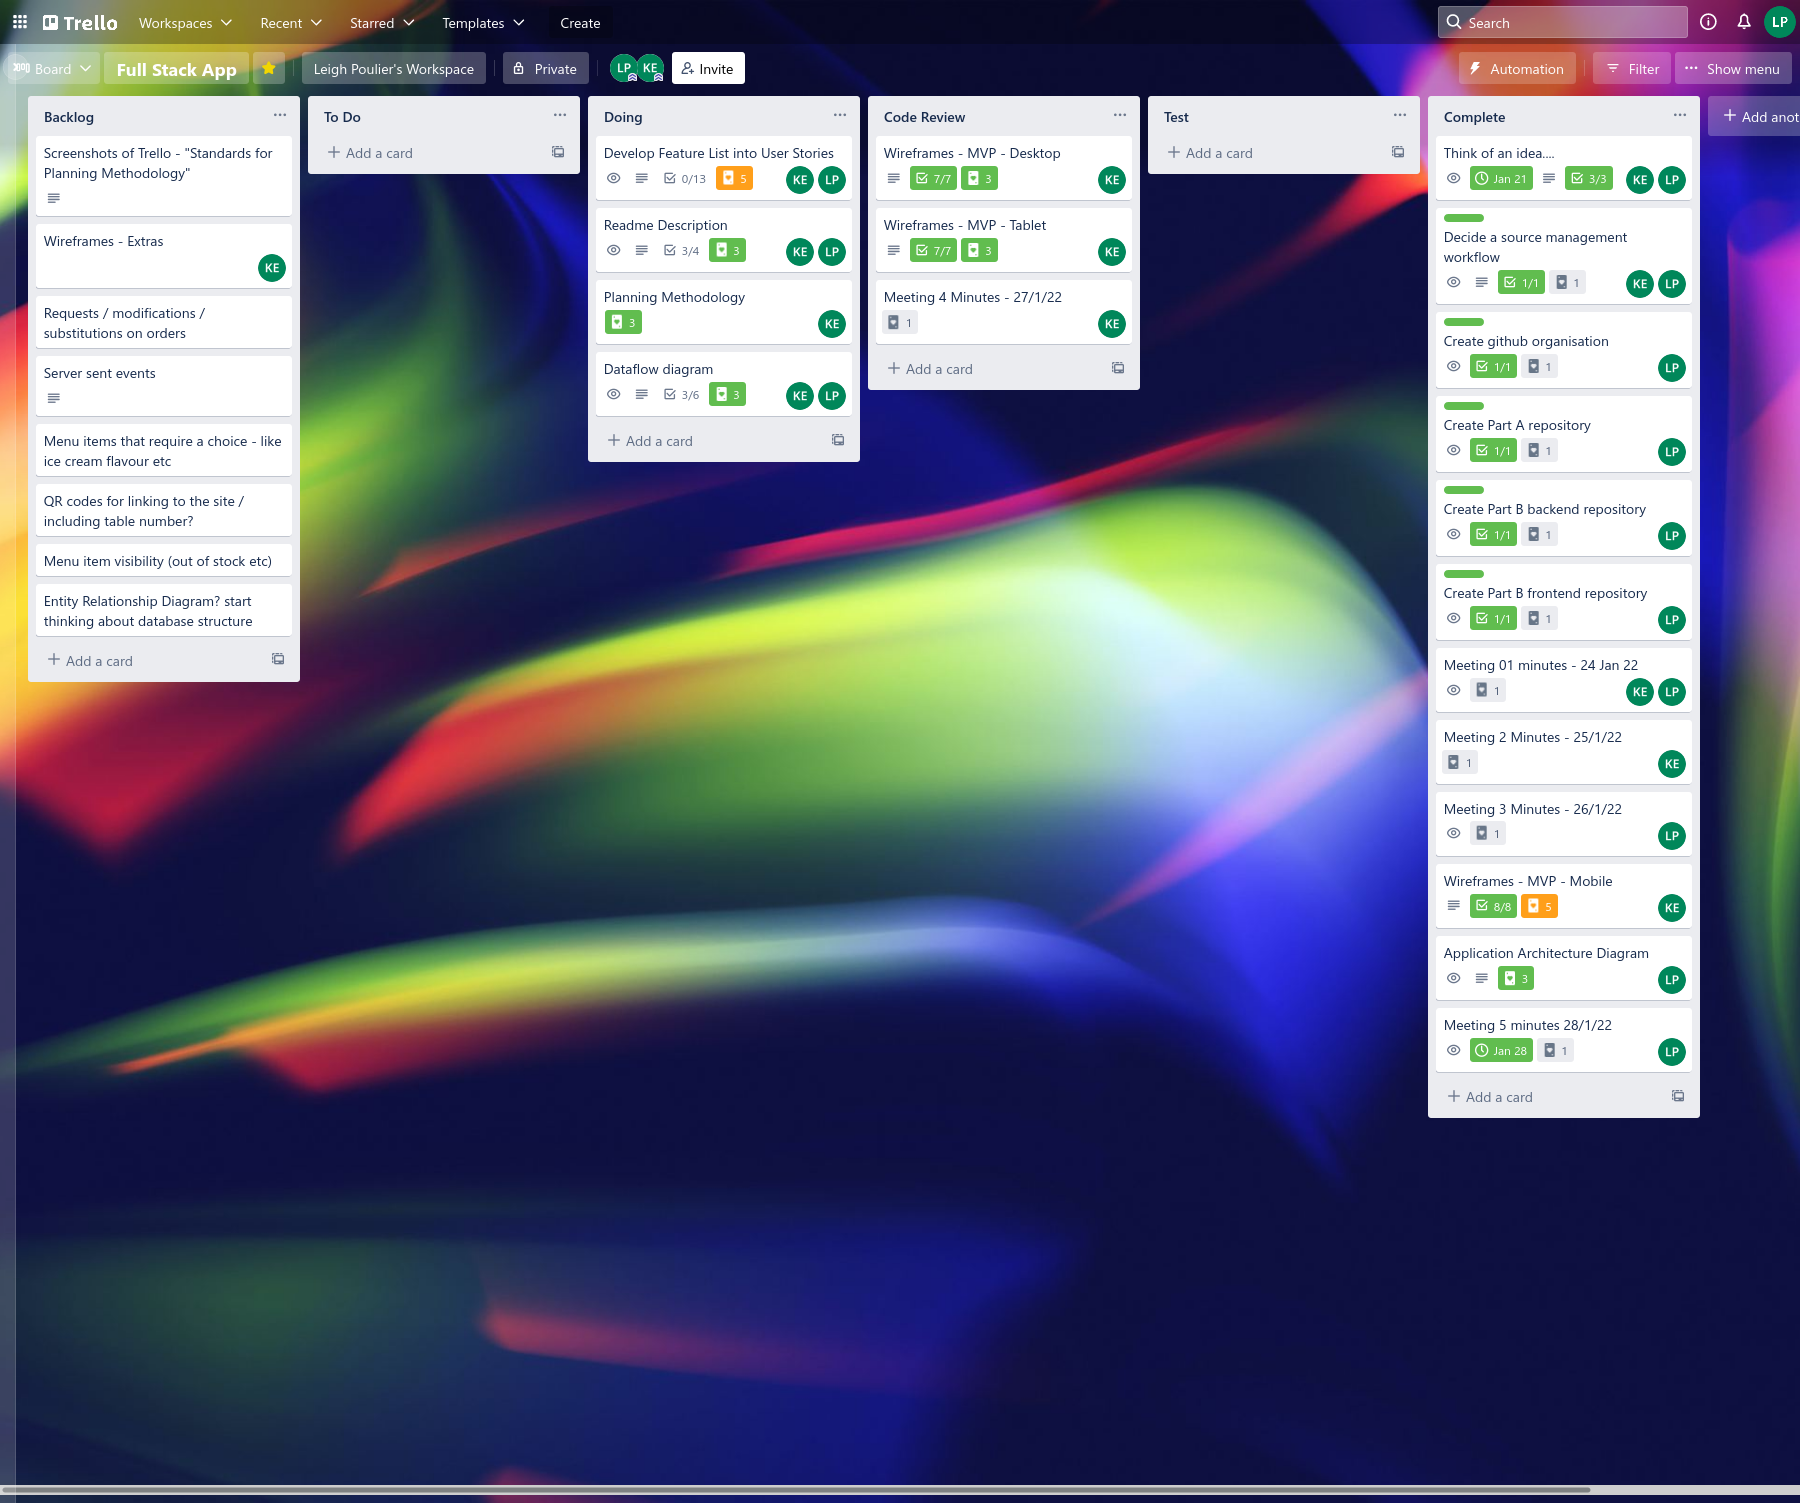 Trello
Workspaces
Recent
Starred
Templates
Create
Search
LP
Board
Full Stack App
Leigh Poulier's Workspace
Private
LP KE
Invite
Automation
Filter
Show menu
Backlog
Screenshots of Trello - "Standards for
Planning Methodology"
Wireframes - Extras
KE
Requests / modifications /
substitutions on orders
Server sent events
Menu items that require a choice - like
ice cream flavour etc
QR codes for linking to the site /
including table number?
Menu item visibility (out of stock etc)
Entity Relationship Diagram? start
thinking about database structure
Add a card
To Do
Add a card
Doing
Develop Feature List into User Stories
0/13 5 KE LP
Readme Description
3/4 3 KE LP
Planning Methodology
3 KE
Dataflow diagram
3/6 3 KE LP
Add a card
Code Review
Wireframes - MVP - Desktop
7/7 3 KE
Wireframes - MVP - Tablet
7/7 3 KE
Meeting 4 Minutes - 27/1/22
1 KE
Add a card
Test
Add a card
Complete
Think of an idea....
Jan 21 3/3 KE LP
Decide a source management
workflow
1/1 1 KE LP
Create github organisation
1/1 1 LP
Create Part A repository
1/1 1 LP
Create Part B backend repository
1/1 1 LP
Create Part B frontend repository
1/1 1 LP
Meeting 01 minutes - 24 Jan 22
1 KE LP
Meeting 2 Minutes - 25/1/22
1 KE
Meeting 3 Minutes - 26/1/22
1 LP
Wireframes - MVP - Mobile
8/8 5 KE
Application Architecture Diagram
3 LP
Meeting 5 minutes 28/1/22
Jan 28 1 LP
Add a card
Add anot